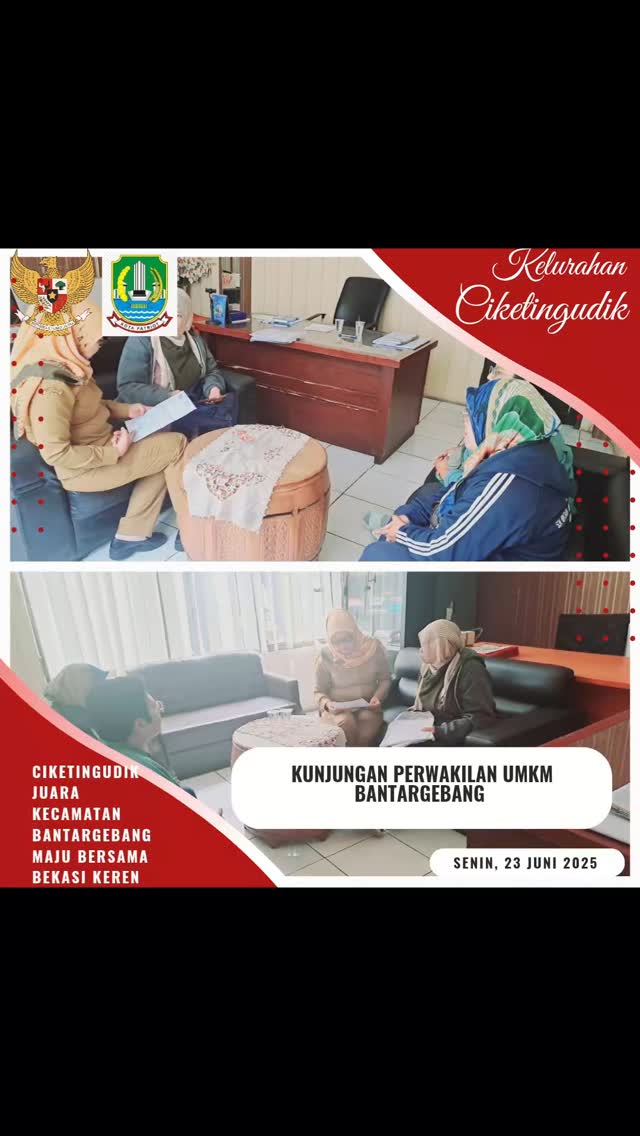 Kelurahan
Ciketingudik
KUNJUNGAN PERWAKILAN UMKM
BANTARGEBANG
SENIN, 23 JUNI 2025
CIKETINGUDIK
JUARA
KECAMATAN
BANTARGEBANG
MAJU BERSAMA
BEKASI KEREN